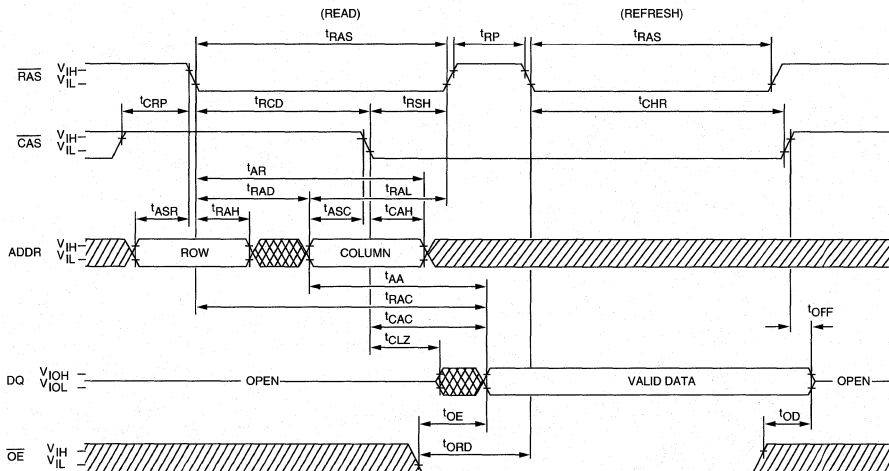 (READ) (REFRESH)
tRAS tRP tRAS
RAS VIH VIL
tCRP tRCD tRSH tCHR
CAS VIH VIL
tAR
tRAD tRAL
tASR tRAH tASC tCAH
ADDR VIH VIL ROW COLUMN
tAA
tRAC
tCAC tOFF
tCLZ
DQ VIOH VIOL OPEN VALID DATA OPEN
tOE tOD
tORD
OE VIH VIL